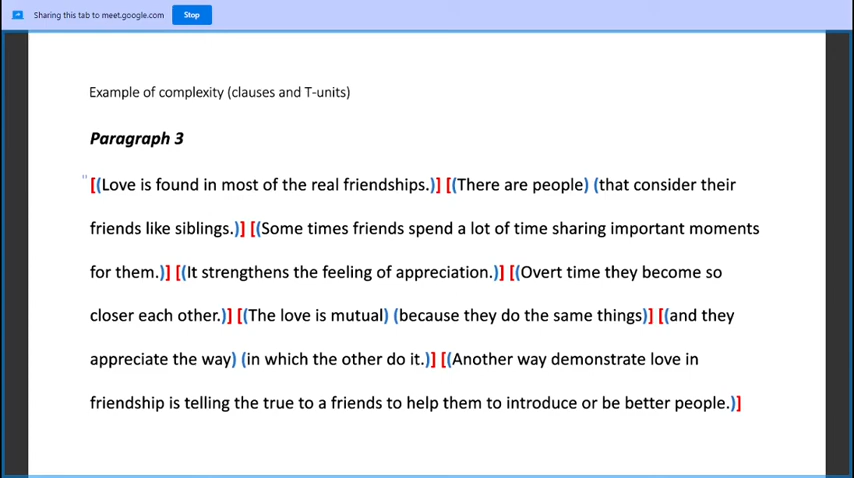 Sharing this tab to meet.google.com Stop
Example of complexity (clauses and T-units)
Paragraph 3
"[(Love is found in most of the real friendships.)] [(There are people) (that consider their
friends like siblings.)] [(Some times friends spend a lot of time sharing important moments
for them.)] [(It strengthens the feeling of appreciation.)] [(Overt time they become so
closer each other.)] [(The love is mutual) (because they do the same things)] [(and they
appreciate the way) (in which the other do it.)] [(Another way demonstrate love in
friendship is telling the true to a friends to help them to introduce or be better people.)]